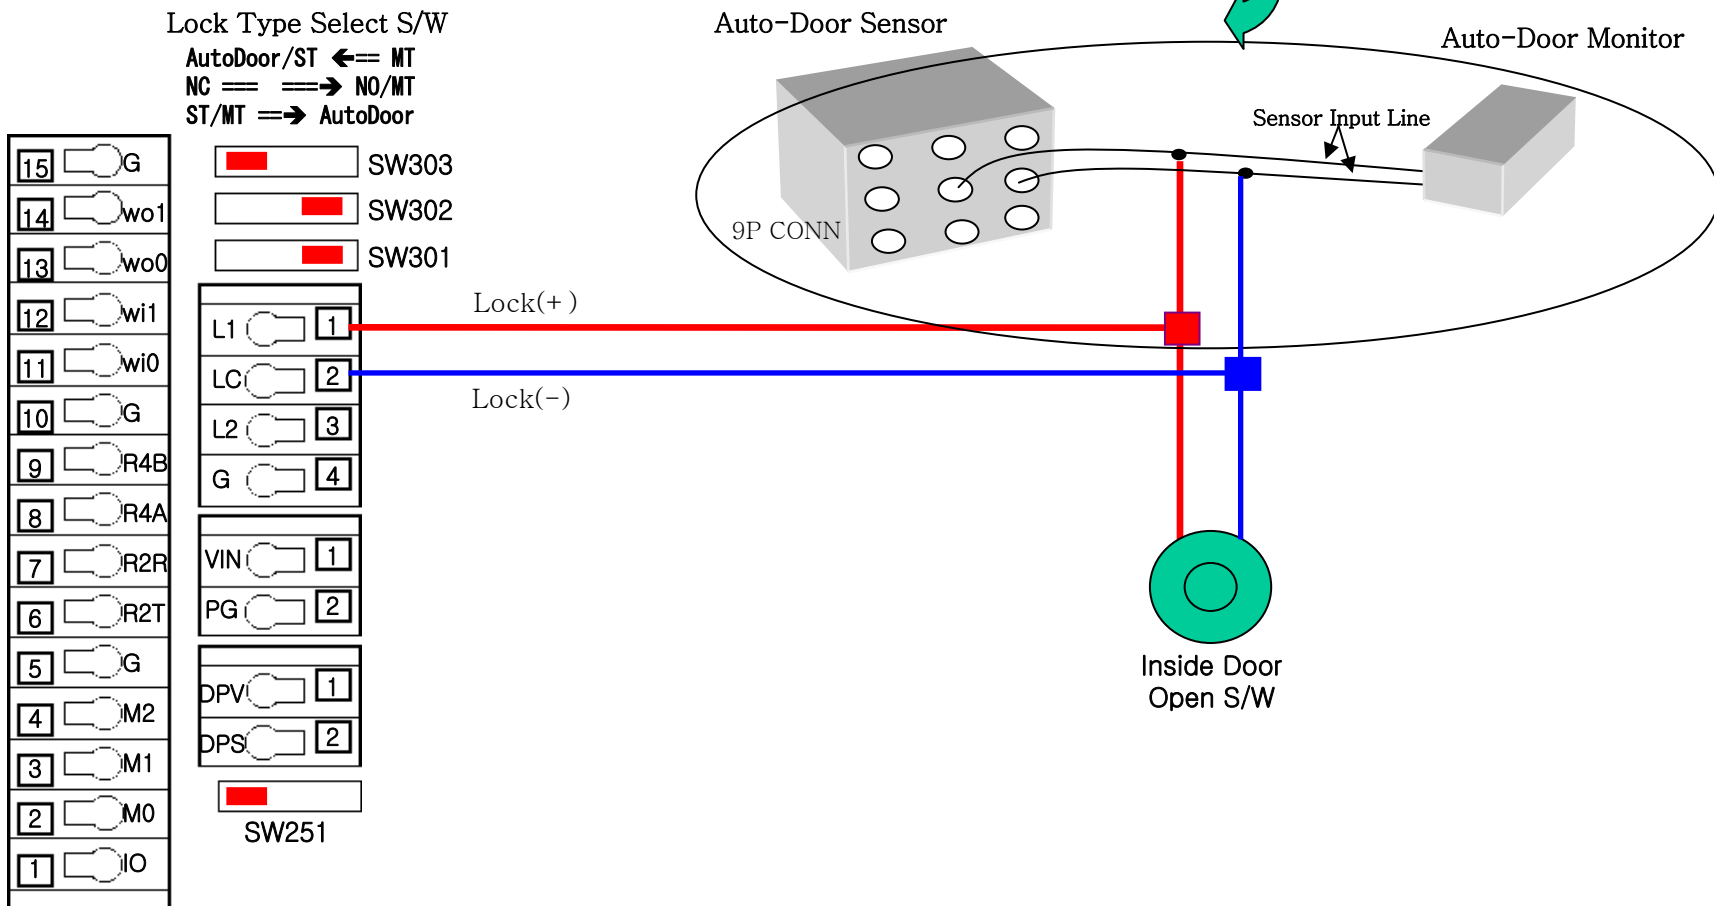 Lock Type Select S/W
AutoDoor/ST ←== MT
NC === ===→ NO/MT
ST/MT ==→ AutoDoor
15 G
14 wo1
13 wo0
12 wi1
11 wi0
10 G
9 R4B
8 R4A
7 R2R
6 R2T
5 G
4 M2
3 M1
2 M0
1 IO
SW303
SW302
SW301
L1 1
LC 2
L2 3
G 4
VIN 1
PG 2
DPV 1
DPS 2
SW251
Lock(+)
Lock(-)
Auto-Door Sensor
9P CONN
Auto-Door Monitor
Sensor Input Line
Inside Door
Open S/W